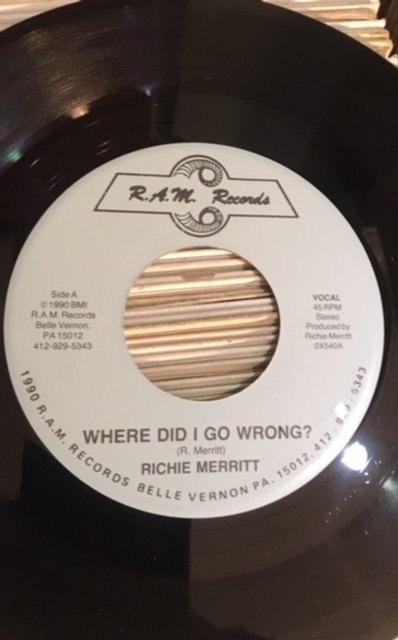 R.A.M. Records
Side A
© 1990 BMI
R.A.M. Records
Belle Vernon,
PA 15012
412-929-5343
VOCAL
45 RPM
Stereo
Produced by
Richie Merritt
0X540A
WHERE DID I GO WRONG?
(R. Merritt)
RICHIE MERRITT
1990 R.A.M. RECORDS BELLE VERNON PA. 15012. 412 - 5343